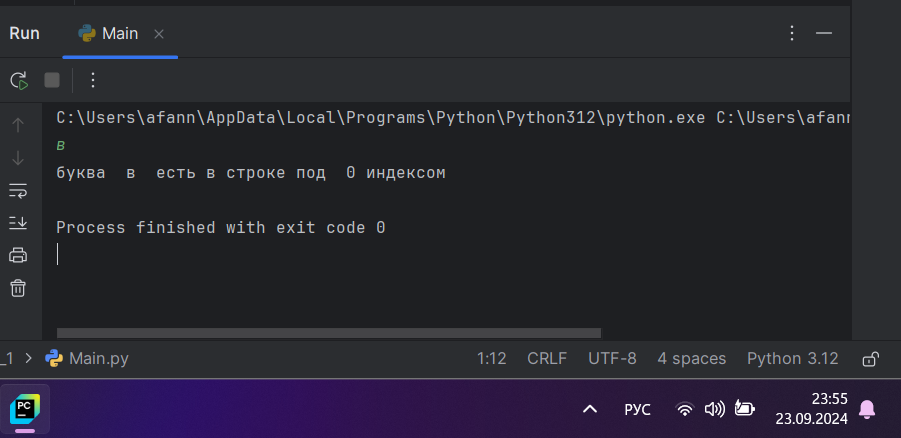 Run Main
C:\Users\afann\AppData\Local\Programs\Python\Python312\python.exe C:\Users\afann
в
буква  в  есть в строке под  0 индексом
Process finished with exit code 0
_1 > Main.py 1:12 CRLF UTF-8 4 spaces Python 3.12
PC РУС 23:55
23.09.2024